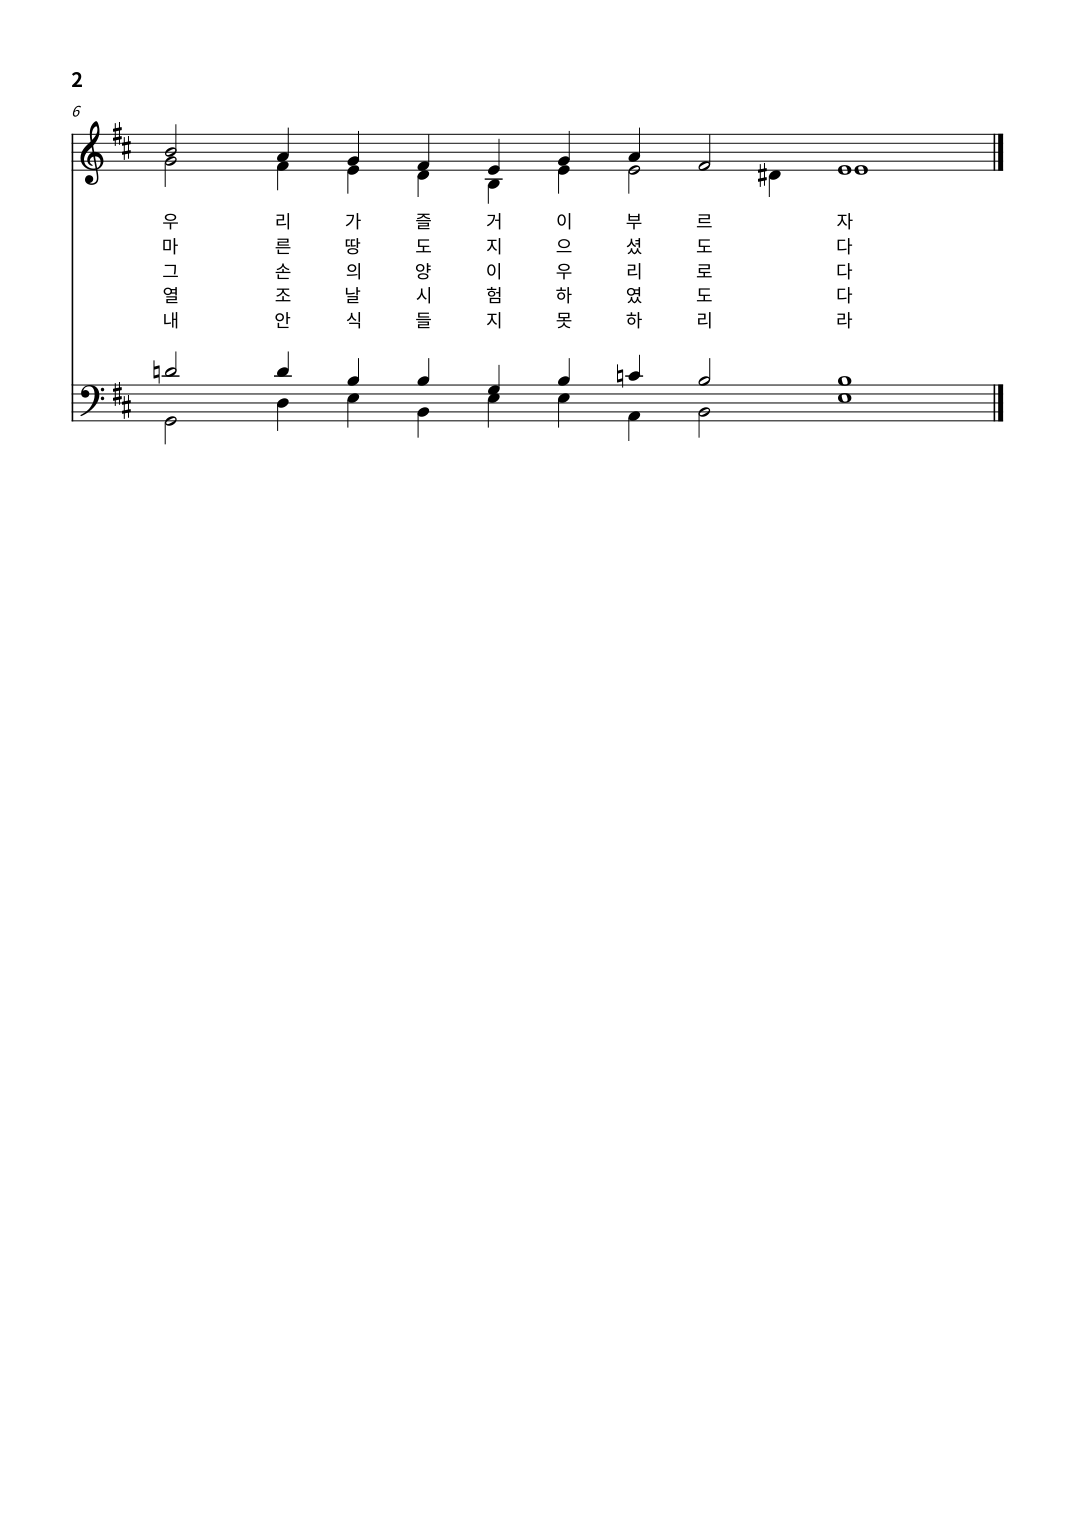 2
6
우 리 가 즐 거 이 부 르 자
마 른 땅 도 지 으 셨 도 다
그 손 의 양 이 우 리 로 다
열 조 날 시 험 하 였 도 다
내 안 식 들 지 못 하 리 라